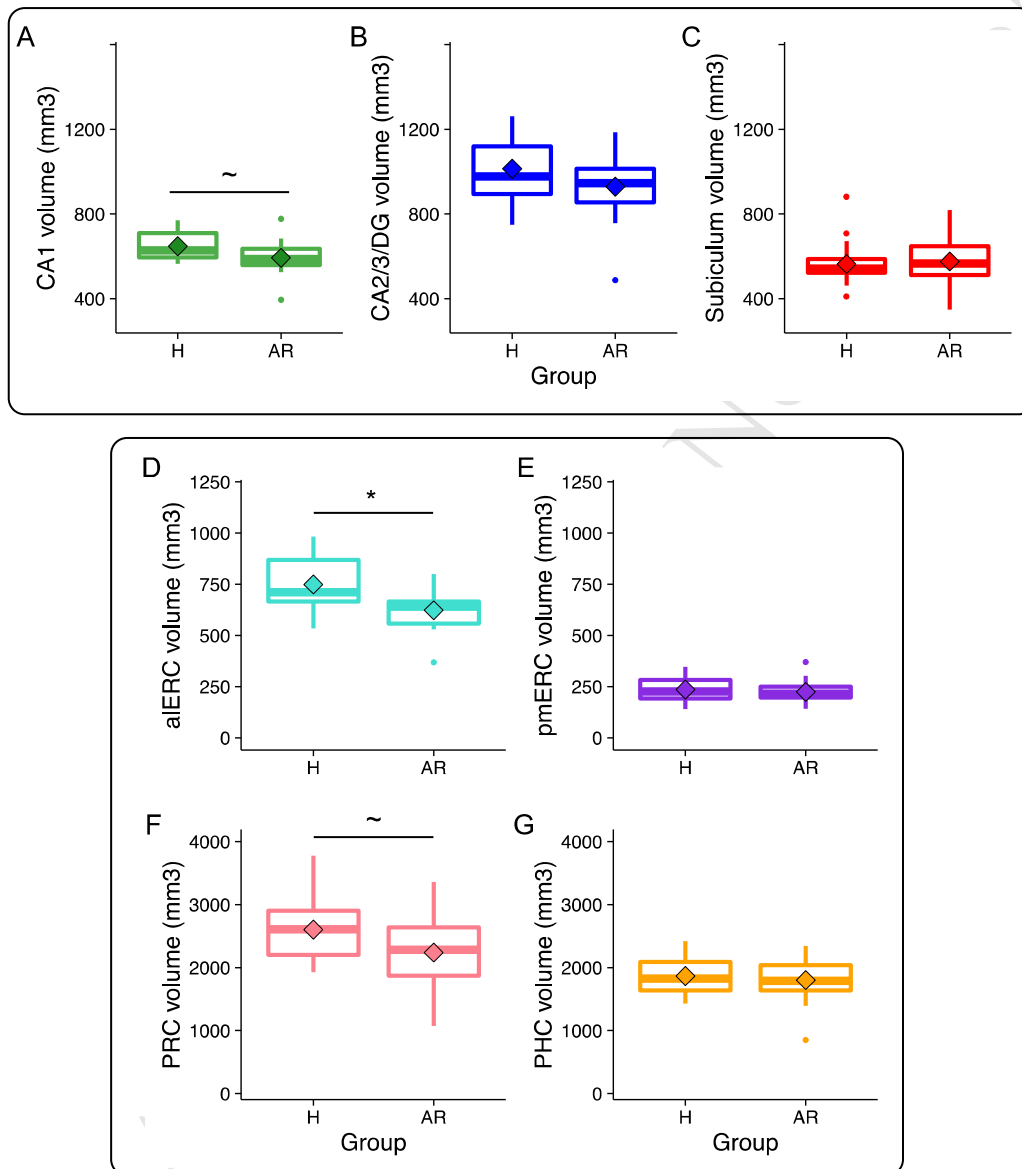 A
B
C
CA1 volume (mm3)
1200
800
400
~
H
AR
CA2/3/DG volume (mm3)
1200
800
400
H
AR
Group
Subiculum volume (mm3)
1200
800
400
H
AR
D
E
alERC volume (mm3)
1250
1000
750
500
250
0
*
H
AR
pmERC volume (mm3)
1250
1000
750
500
250
0
H
AR
F
G
PRC volume (mm3)
4000
3000
2000
1000
0
~
H
AR
Group
PHC volume (mm3)
4000
3000
2000
1000
0
H
AR
Group